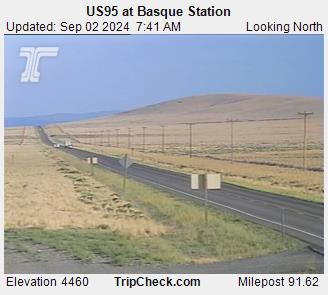 US95 at Basque Station
Updated: Sep 02 2024 7:41 AM Looking North
Elevation 4460 TripCheck.com Milepost 91.62